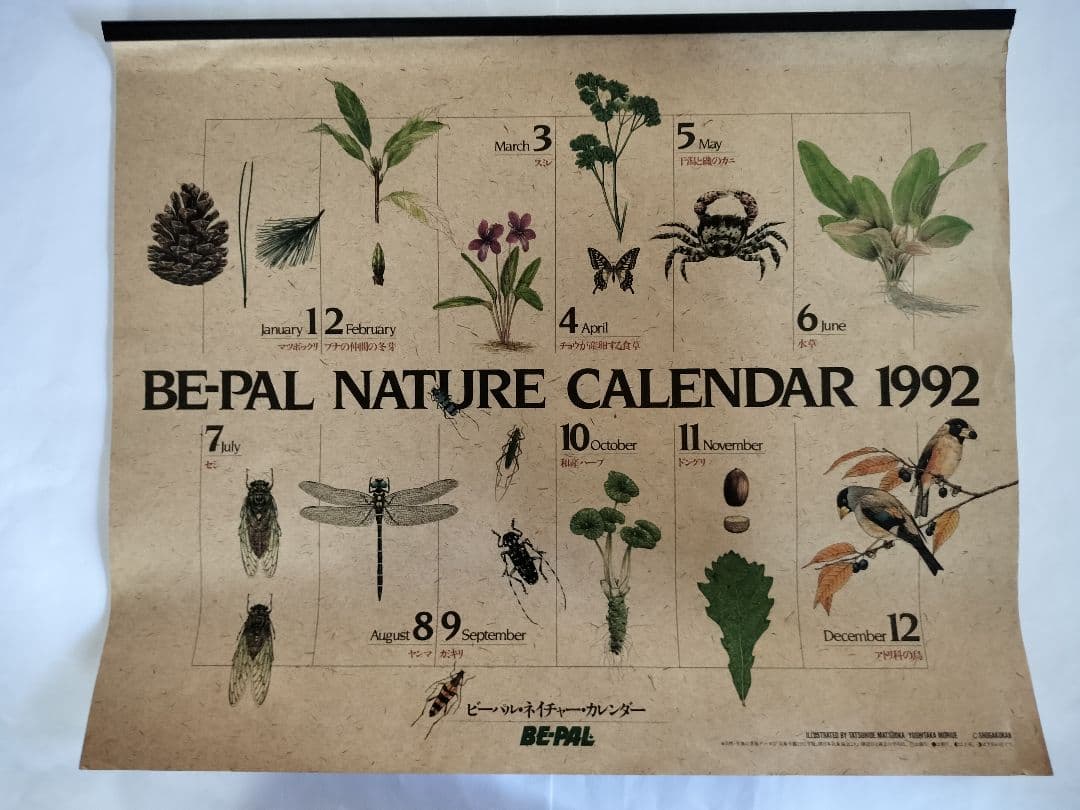 March 3
スミレ
5 May
干潟と磯のカニ
January 1
マツボックリ
2 February
ブナの仲間の冬芽
4 April
チョウが産卵する食草
6 June
水草
BE-PAL NATURE CALENDAR 1992
7 July
セミ
10 October
和産ハーブ
11 November
ドングリ
August 8
ヤンマ
9 September
カミキリ
December 12
アトリ科の鳥
ビーパル・ネイチャー・カレンダー
BE-PAL
ILLUSTRATED BY TATSUHIDE MATSUOKA YOSHITAKA MORIUE ©SHOGAKUKAN